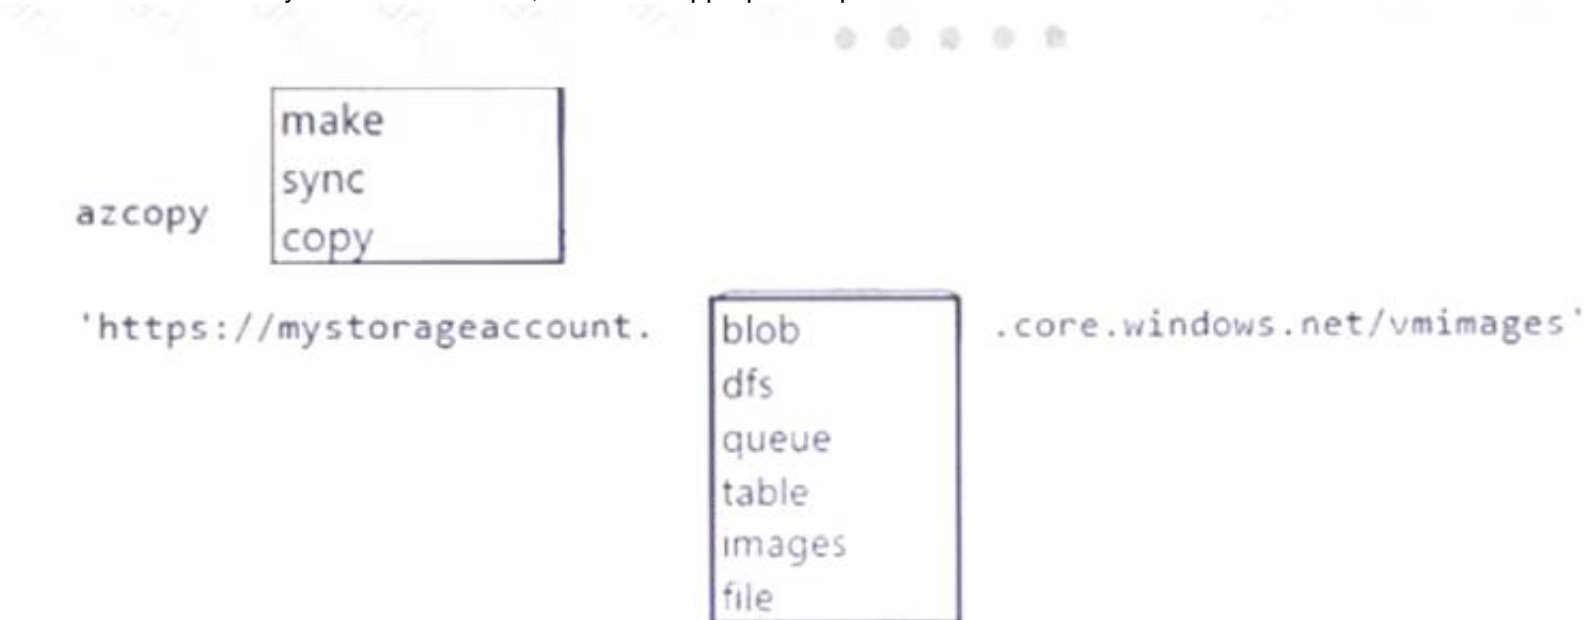 make
sync
azcopy
copy
'https://mystorageaccount.
blob
.core.windows.net/vmimages'
dfs
queue
table
images
file